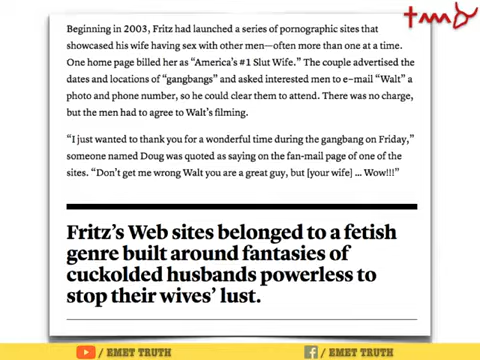 Beginning in 2003, Fritz had launched a series of pornographic sites that
showcased his wife having sex with other men—often more than one at a time.
One home page billed her as “America’s #1 Slut Wife.” The couple advertised the
dates and locations of “gangbangs” and asked interested men to e-mail “Walt” a
photo and phone number, so he could clear them to attend. There was no charge,
but the men had to agree to Walt’s filming.
“I just wanted to thank you for a wonderful time during the gangbang on Friday,”
someone named Doug was quoted as saying on the fan-mail page of one of the
sites. “Don’t get me wrong Walt you are a great guy, but [your wife] … Wow!!!”
Fritz’s Web sites belonged to a fetish
genre built around fantasies of
cuckolded husbands powerless to
stop their wives’ lust.
/ EMET TRUTH
f / EMET TRUTH